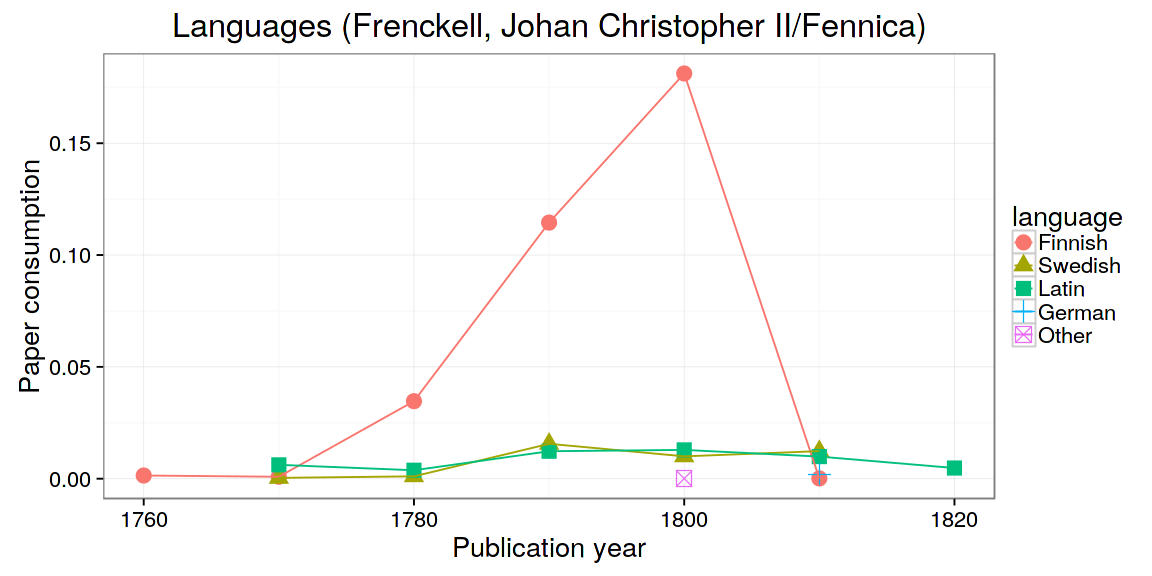 Languages (Frenckell, Johan Christopher II/Fennica)
Paper consumption
0.15
0.10
0.05
0.00
1760 1780 1800 1820
Publication year
language
Finnish
Swedish
Latin
German
Other